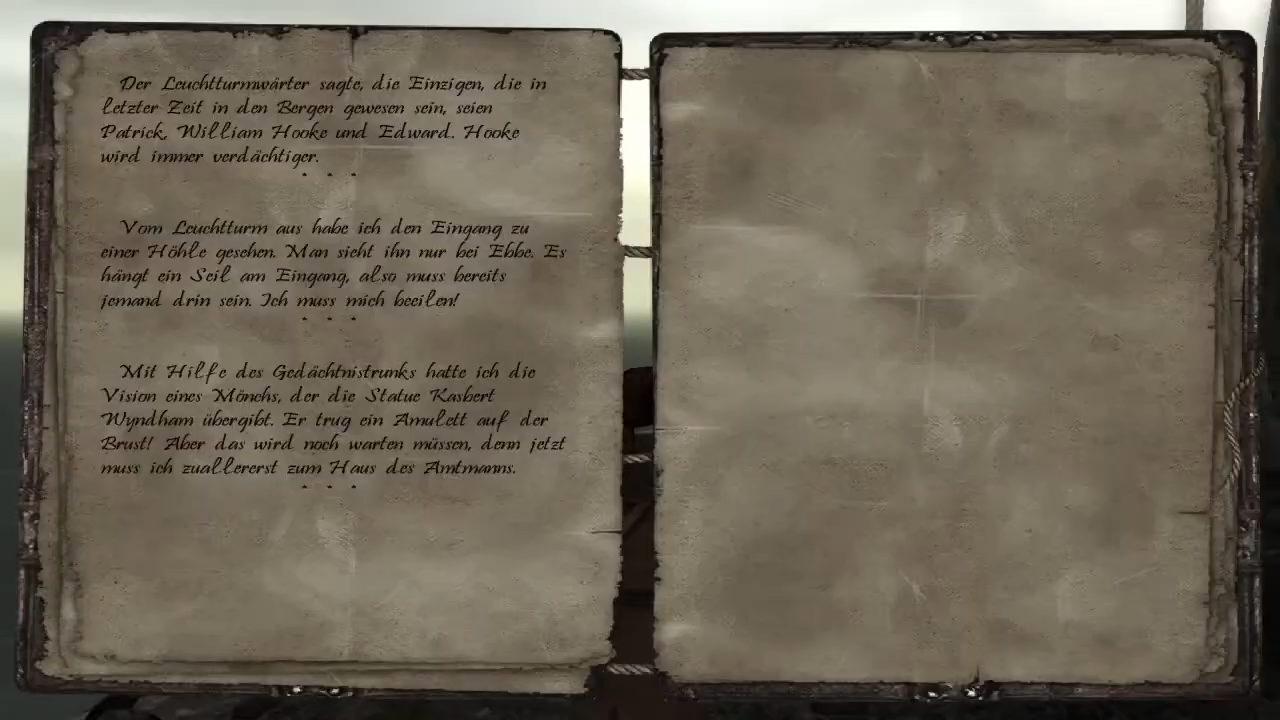 Der Leuchtturmwärter sagte, die Einzigen, die in
letzter Zeit in den Bergen gewesen sein, seien
Patrick, William Hooke und Edward. Hooke
wird immer verdächtiger.
. . .
Vom Leuchtturm aus habe ich den Eingang zu
einer Höhle gesehen. Man sieht ihn nur bei Ebbe. Es
hängt ein Seil am Eingang, also muss bereits
jemand drin sein. Ich muss mich beeilen!
. . .
Mit Hilfe des Gedächtnistrunks hatte ich die
Vision eines Mönchs, der die Statue Kasbert
Wyndham übergibt. Er trug ein Amulett auf der
Brust! Aber das wird noch warten müssen, denn jetzt
muss ich zuallererst zum Haus des Amtmanns.
. . .